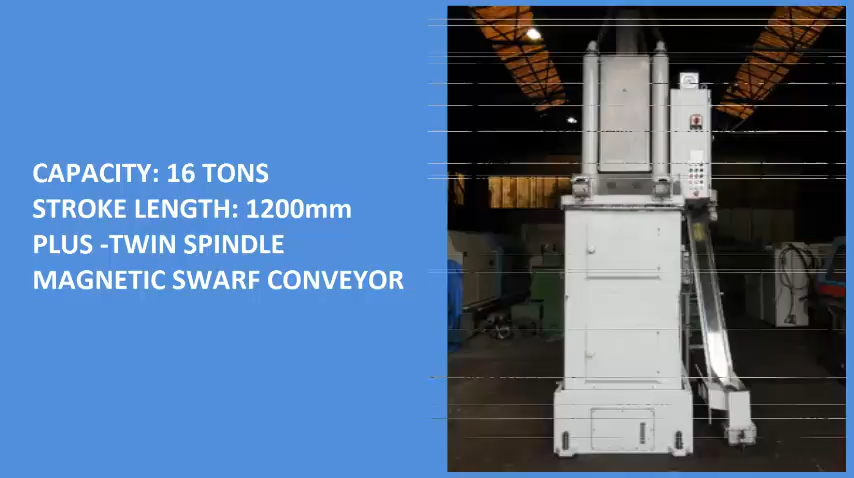 CAPACITY: 16 TONS
STROKE LENGTH: 1200mm
PLUS -TWIN SPINDLE
MAGNETIC SWARF CONVEYOR